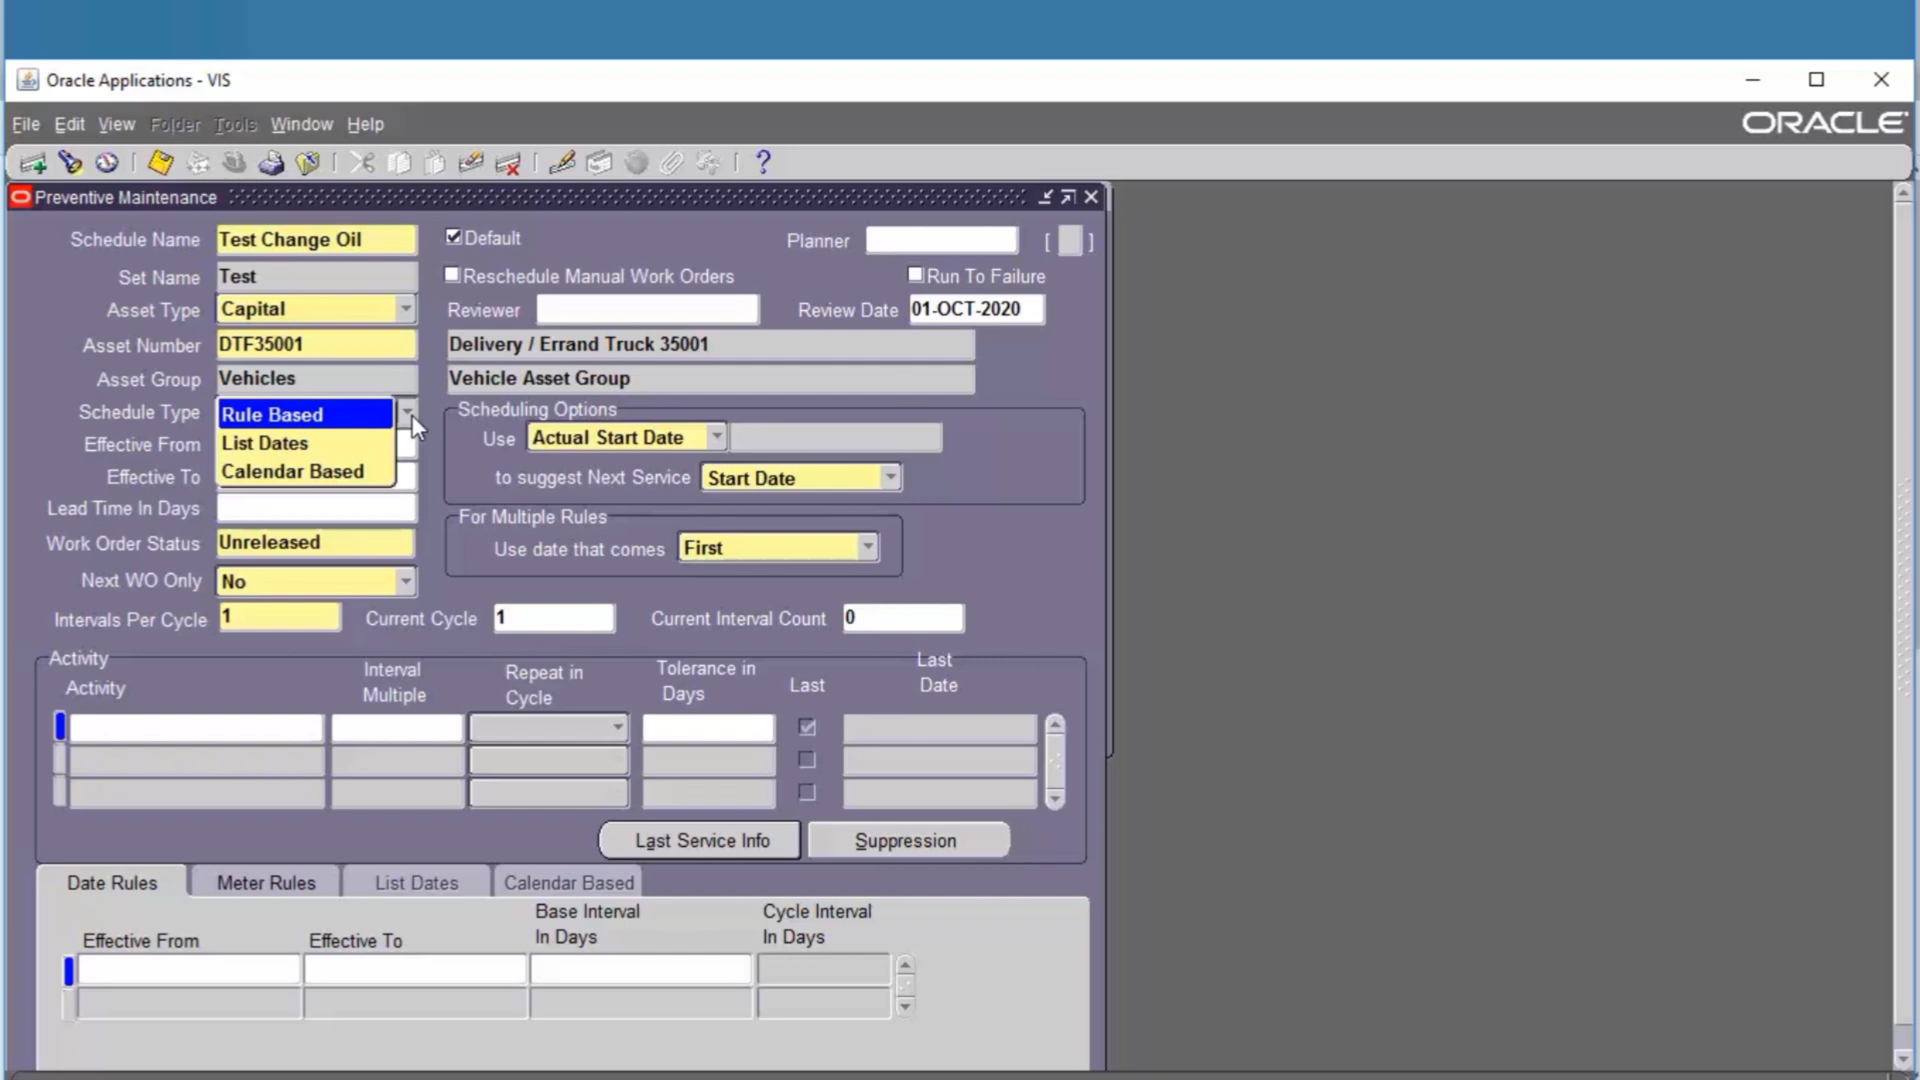 Oracle Applications - VIS
File Edit View Folder Tools Window Help
ORACLE
Preventive Maintenance
Schedule Name Test Change Oil Default Planner [ ]
Set Name Test Reschedule Manual Work Orders Run To Failure
Asset Type Capital Reviewer Review Date 01-OCT-2020
Asset Number DTF35001 Delivery / Errand Truck 35001
Asset Group Vehicles Vehicle Asset Group
Schedule Type Rule Based Scheduling Options
Effective From List Dates Use Actual Start Date
Effective To Calendar Based to suggest Next Service Start Date
Lead Time In Days For Multiple Rules
Work Order Status Unreleased Use date that comes First
Next WO Only No
Intervals Per Cycle 1 Current Cycle 1 Current Interval Count 0
Activity
Activity Interval Multiple Repeat in Cycle Tolerance in Days Last Last Date
Last Service Info Suppression
Date Rules Meter Rules List Dates Calendar Based
Effective From Effective To Base Interval In Days Cycle Interval In Days